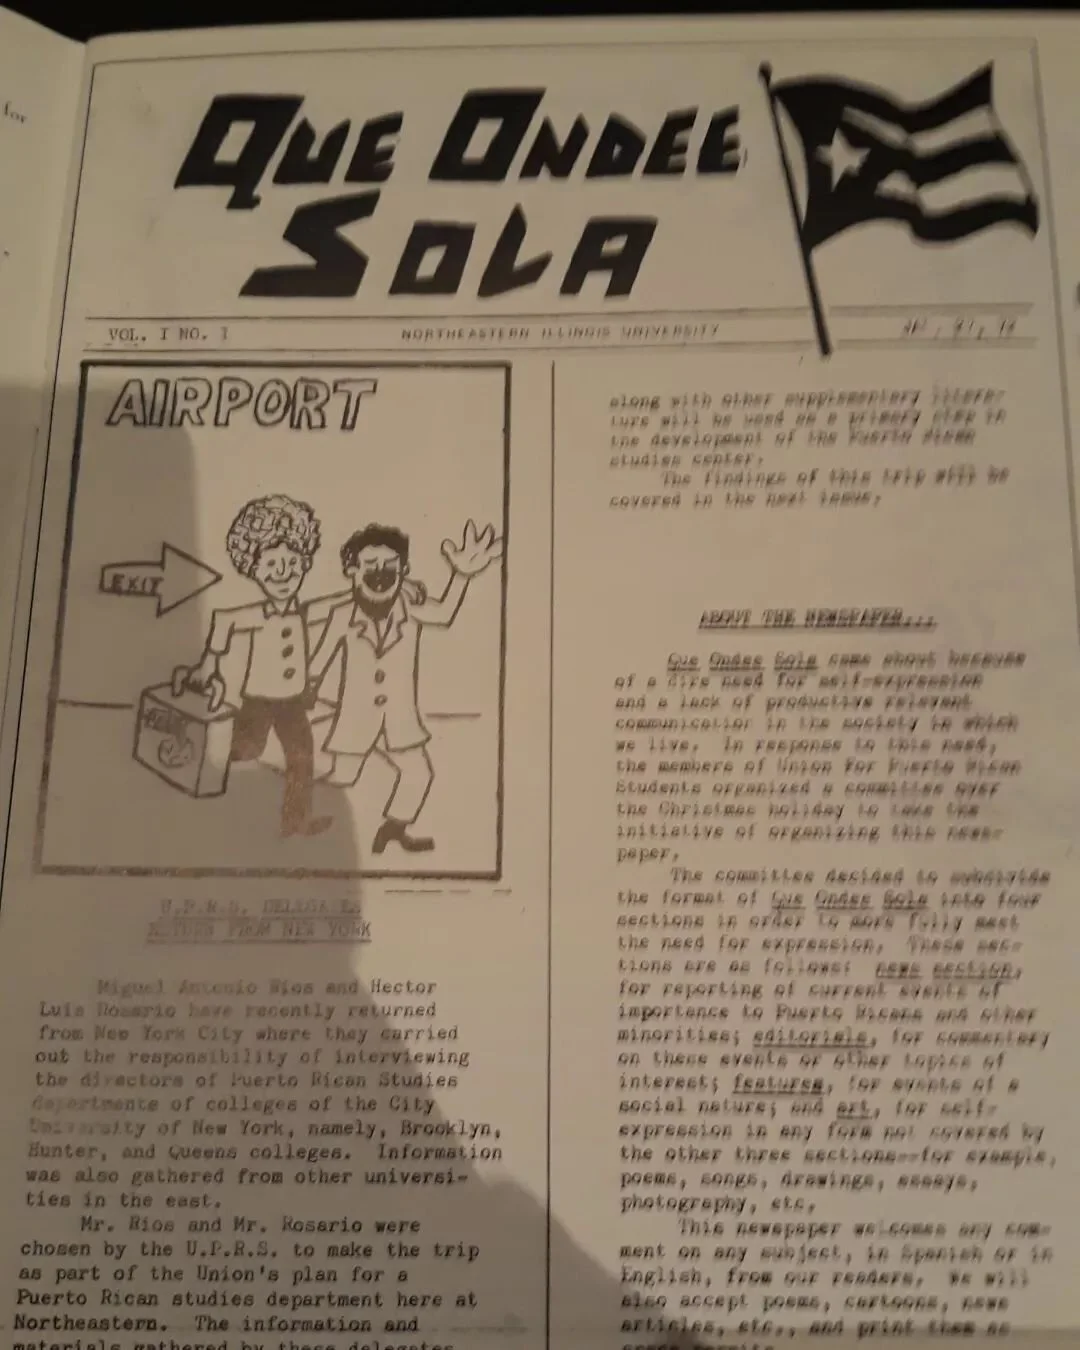 for
QUE ONDEE
SOLA
VOL. I NO. I
NORTHEASTERN ILLINOIS UNIVERSITY
AIRPORT
EXIT
U.P.R.S. DELEGATES
RETURN FROM NEW YORK
Miguel Antonio Rios and Hector
Luis Rosario have recently returned
from New York City where they carried
out the responsibility of interviewing
the directors of Puerto Rican Studies
departments of colleges of the City
University of New York, namely, Brooklyn,
Hunter, and Queens colleges. Information
was also gathered from other universi-
ties in the east.
Mr. Rios and Mr. Rosario were
chosen by the U.P.R.S. to make the trip
as part of the Union's plan for a
Puerto Rican studies department here at
Northeastern. The information and
materials gathered by these delegates
along with other supplementary litera-
ture will be used as a primary step in
the development of the Puerto Rican
studies center.
The findings of this trip will be
covered in the next issue.
ABOUT THE NEWSPAPER...
Que Ondee Sola came about because
of a dire need for self-expression
and a lack of productive relevant
communication in the society in which
we live. In response to this need,
the members of Union For Puerto Rican
Students organized a committee over
the Christmas holiday to take the
initiative of organizing this news-
paper.
The committee decided to subdivide
the format of Que Ondee Sola into four
sections in order to more fully meet
the need for expression. These sec-
tions are as follows: news section,
for reporting of current events of
importance to Puerto Ricans and other
minorities; editorials, for commentary
on these events or other topics of
interest; features, for events of a
social nature; and art, for self-
expression in any form not covered by
the other three sections--for example,
poems, songs, drawings, essays,
photography, etc.
This newspaper welcomes any com-
ment on any subject, in Spanish or in
English, from our readers. We will
also accept poems, cartoons, news
articles, etc., and print them as